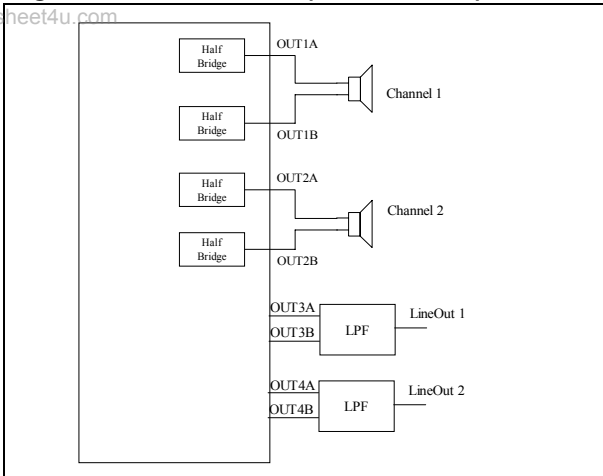 heet4u.com
Half
Bridge
OUT1A
Channel 1
Half
Bridge
OUT1B
Half
Bridge
OUT2A
Channel 2
Half
Bridge
OUT2B
OUT3A
OUT3B
LPF
LineOut 1
OUT4A
OUT4B
LPF
LineOut 2